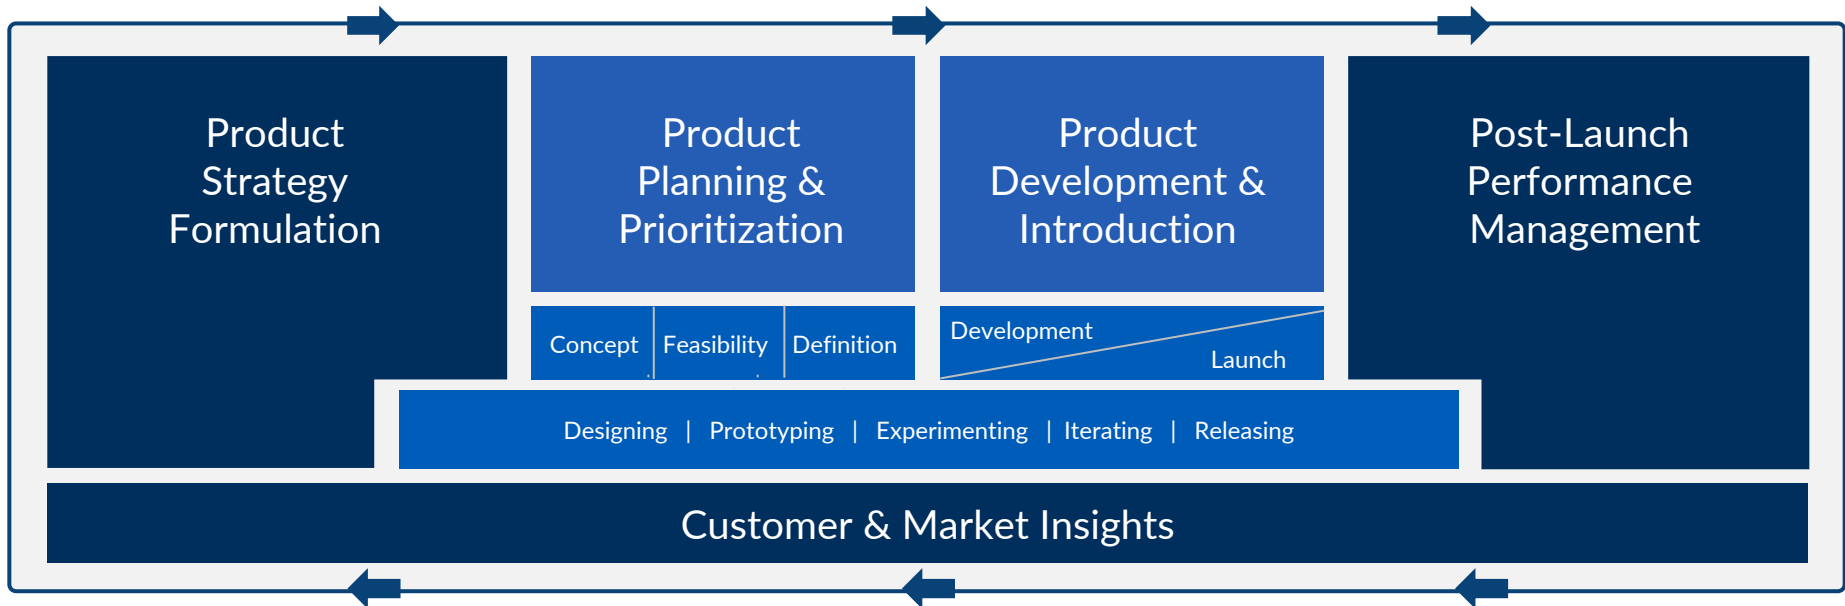 Product
Strategy
Formulation
Product
Planning &
Prioritization
Product
Development &
Introduction
Post-Launch
Performance
Management
Concept
Feasibility
Definition
Development
Launch
Designing | Prototyping | Experimenting | Iterating | Releasing
Customer & Market Insights